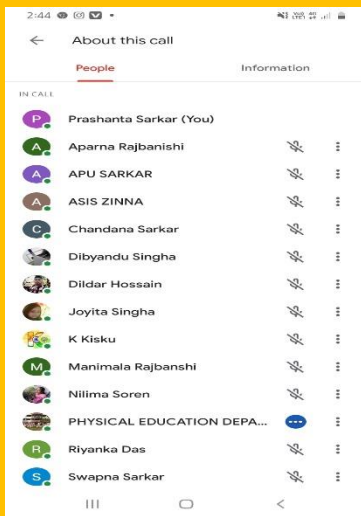 2:44
About this call
People Information
IN CALL
P Prashanta Sarkar (You)
A Aparna Rajbanishi
A APU SARKAR
A ASIS ZINNA
C Chandana Sarkar
Dibyandu Singha
Dildar Hossain
Joyita Singha
K Kisku
M Manimala Rajbanshi
Nilima Soren
PHYSICAL EDUCATION DEPA...
R Riyanka Das
S Swapna Sarkar